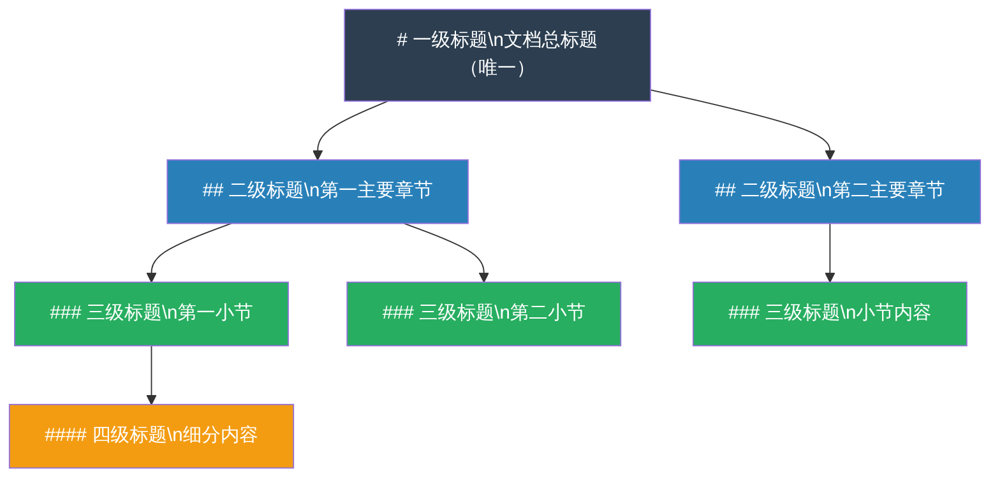 # 一级标题\n文档总标题
（唯一）
## 二级标题\n第一主要章节
## 二级标题\n第二主要章节
### 三级标题\n第一小节
### 三级标题\n第二小节
### 三级标题\n小节内容
#### 四级标题\n细分内容